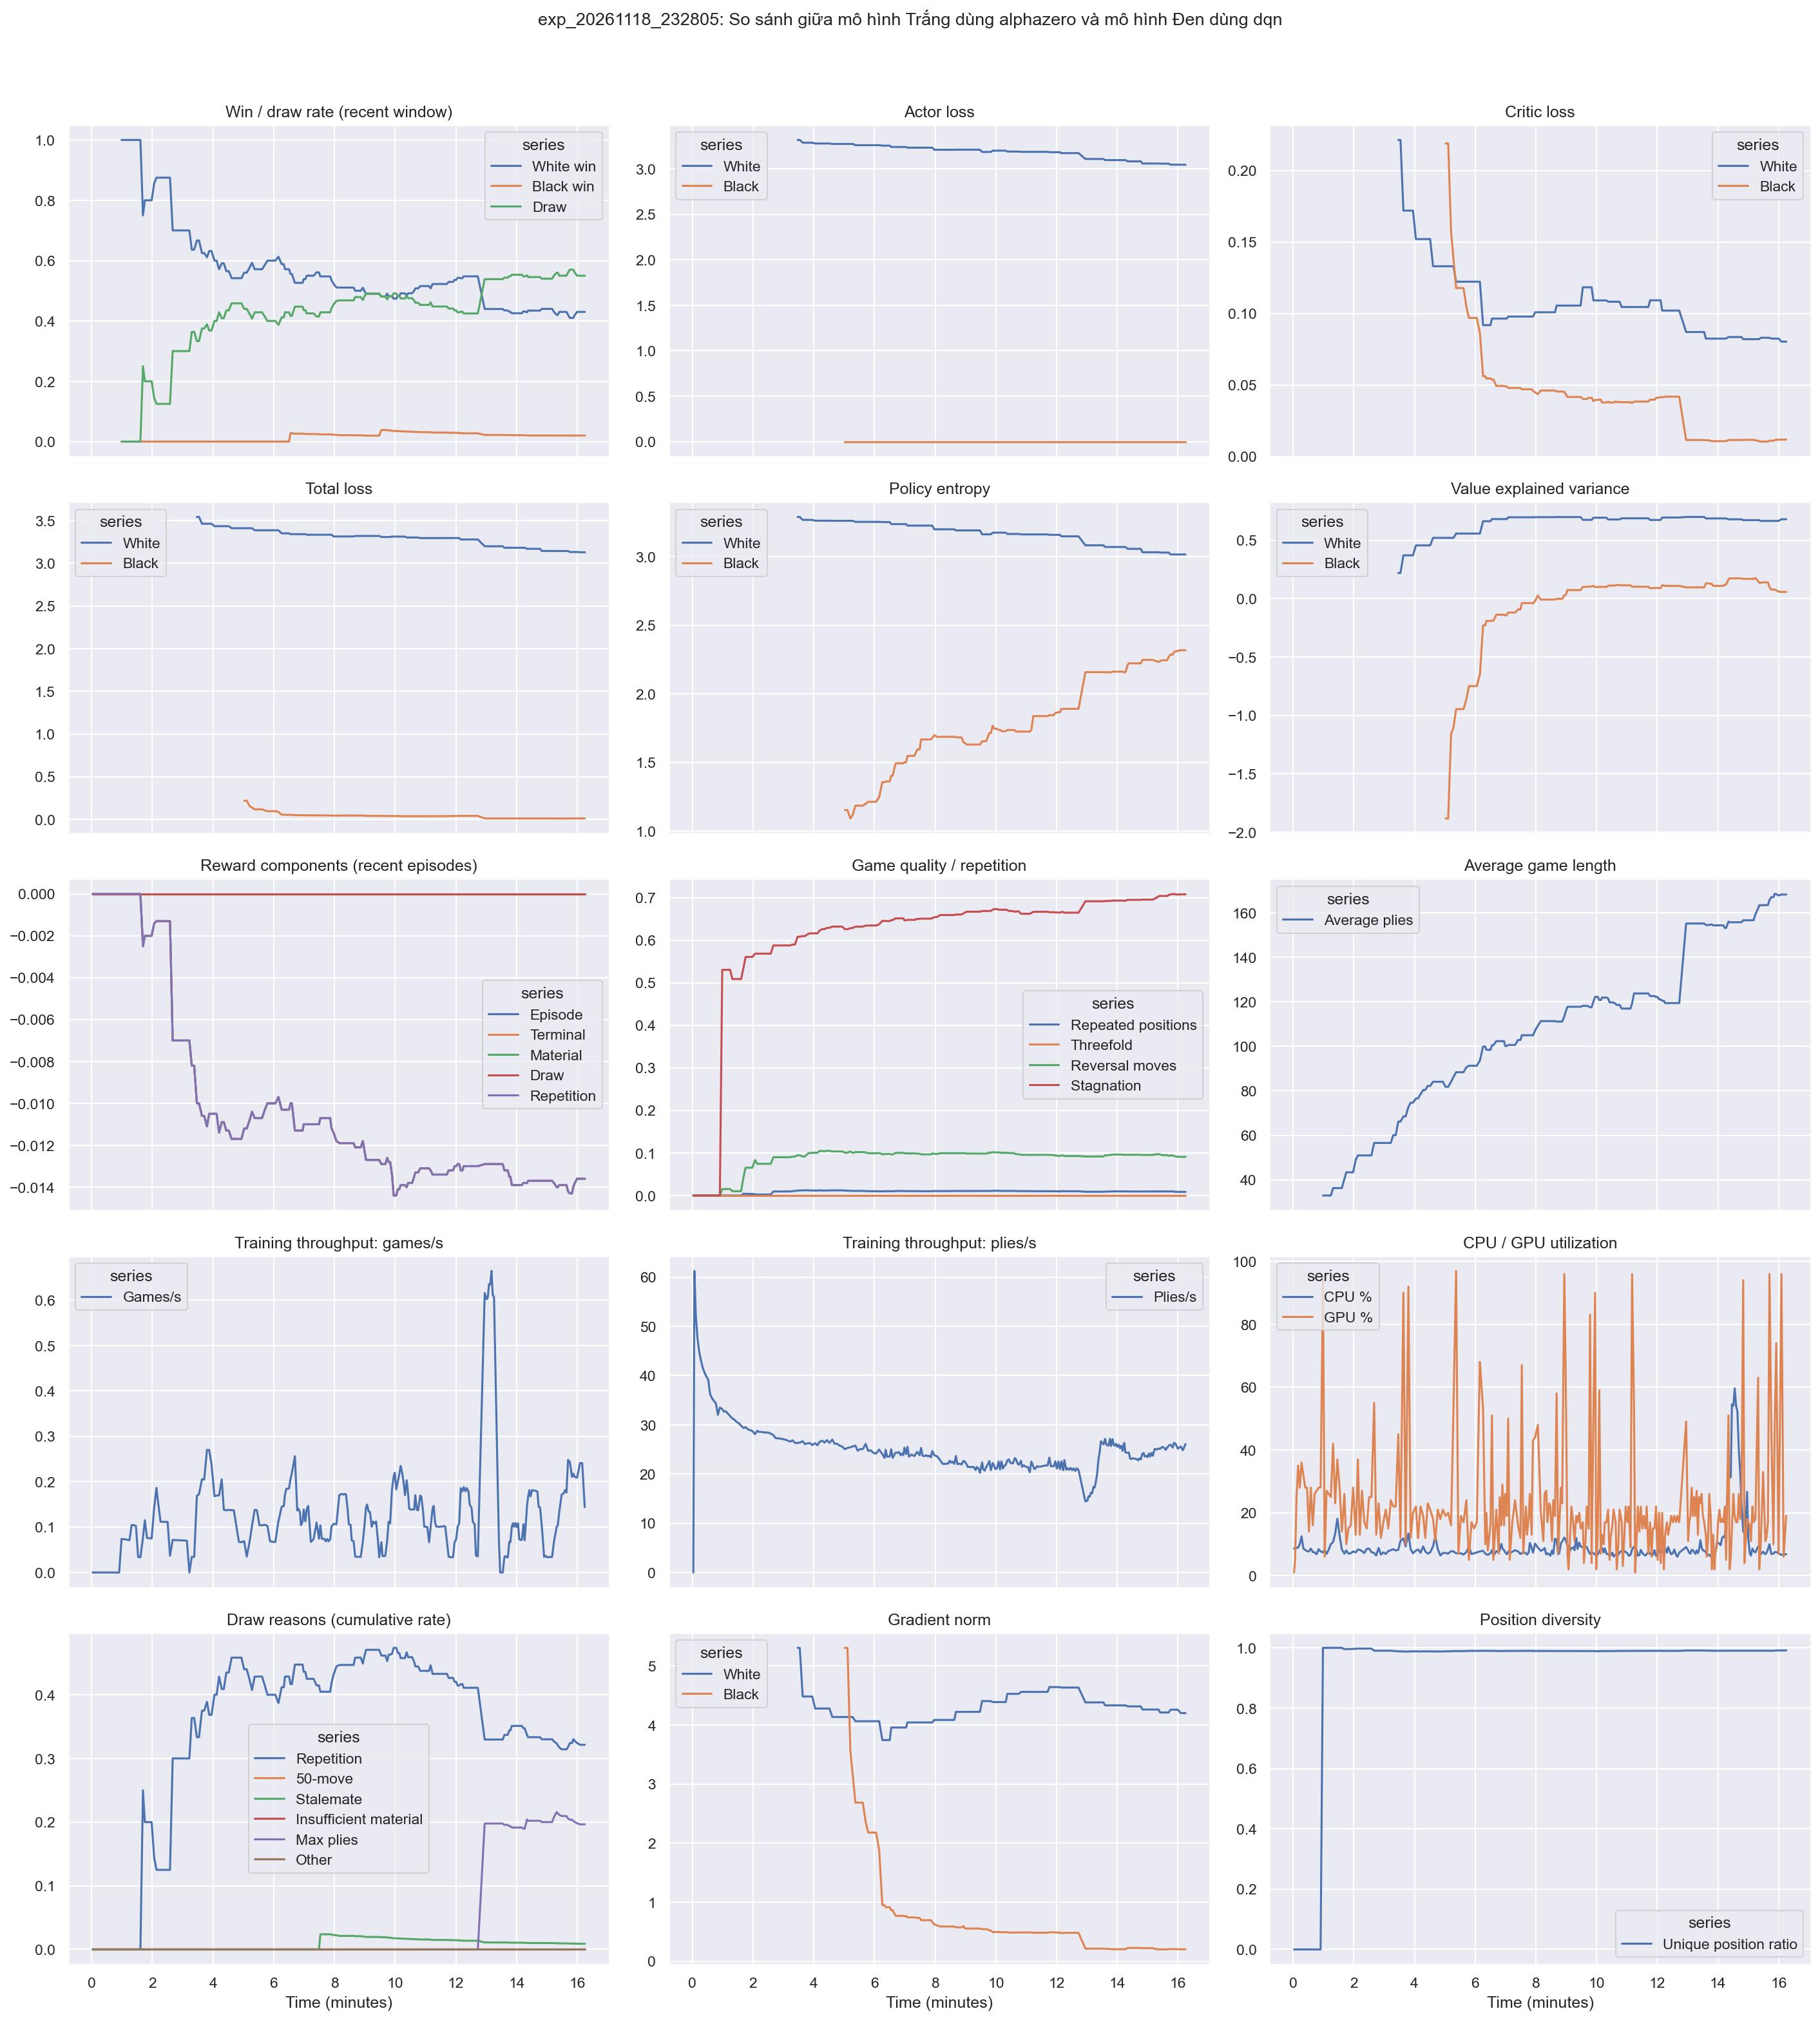 exp_20261118_232805: So sánh giữa mô hình Trắng dùng alphazero và mô hình Đen dùng dqn
Win / draw rate (recent window)
1.0
0.8
0.6
0.4
0.2
0.0
series
White win
Black win
Draw
Actor loss
3.0
2.5
2.0
1.5
1.0
0.5
0.0
series
White
Black
Critic loss
0.20
0.15
0.10
0.05
0.00
series
White
Black
Total loss
3.5
3.0
2.5
2.0
1.5
1.0
0.5
0.0
series
White
Black
Policy entropy
3.0
2.5
2.0
1.5
1.0
series
White
Black
Value explained variance
0.5
0.0
−0.5
−1.0
−1.5
−2.0
series
White
Black
Reward components (recent episodes)
0.000
−0.002
−0.004
−0.006
−0.008
−0.010
−0.012
−0.014
series
Episode
Terminal
Material
Draw
Repetition
Game quality / repetition
0.7
0.6
0.5
0.4
0.3
0.2
0.1
0.0
series
Repeated positions
Threefold
Reversal moves
Stagnation
Average game length
160
140
120
100
80
60
40
series
Average plies
Training throughput: games/s
0.6
0.5
0.4
0.3
0.2
0.1
0.0
series
Games/s
Training throughput: plies/s
60
50
40
30
20
10
0
series
Plies/s
CPU / GPU utilization
100
80
60
40
20
0
series
CPU %
GPU %
Draw reasons (cumulative rate)
0.4
0.3
0.2
0.1
0.0
series
Repetition
50-move
Stalemate
Insufficient material
Max plies
Other
0 2 4 6 8 10 12 14 16
Time (minutes)
Gradient norm
5
4
3
2
1
0
series
White
Black
0 2 4 6 8 10 12 14 16
Time (minutes)
Position diversity
1.0
0.8
0.6
0.4
0.2
0.0
series
Unique position ratio
0 2 4 6 8 10 12 14 16
Time (minutes)